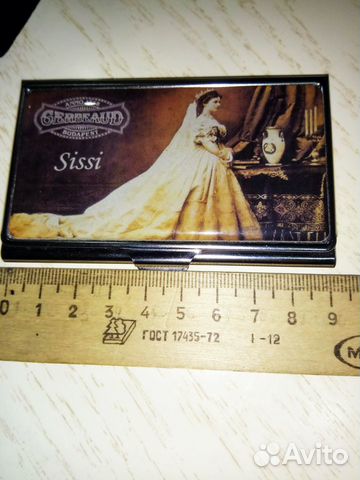 ANNO
GERBEAUD
BUDAPEST
Sissi
0 1 2 3 4 5 6 7 8 9
ГОСТ 17435-72
1-12
Avito